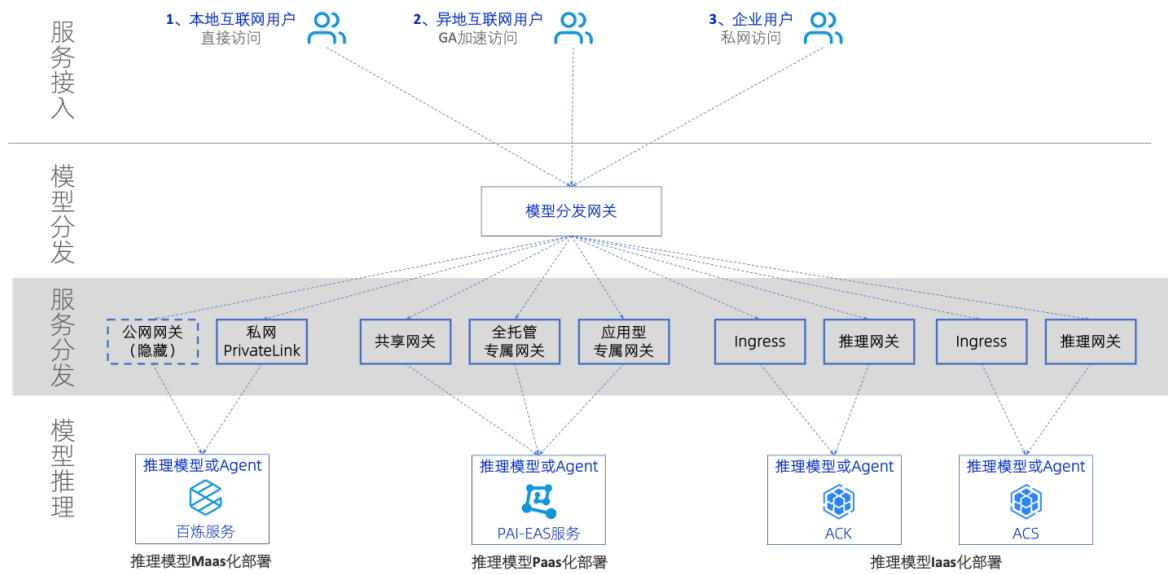 服务接入
1、本地互联网用户
直接访问
2、异地互联网用户
GA加速访问
3、企业用户
私网访问
模型分发
模型分发网关
服务分发
公网网关
（隐藏）
私网
PrivateLink
共享网关
全托管
专属网关
应用型
专属网关
Ingress
推理网关
Ingress
推理网关
模型推理
推理模型或Agent
百炼服务
推理模型或Agent
PAI-EAS服务
推理模型或Agent
ACK
推理模型或Agent
ACS
推理模型Maas化部署
推理模型Paas化部署
推理模型Iaas化部署